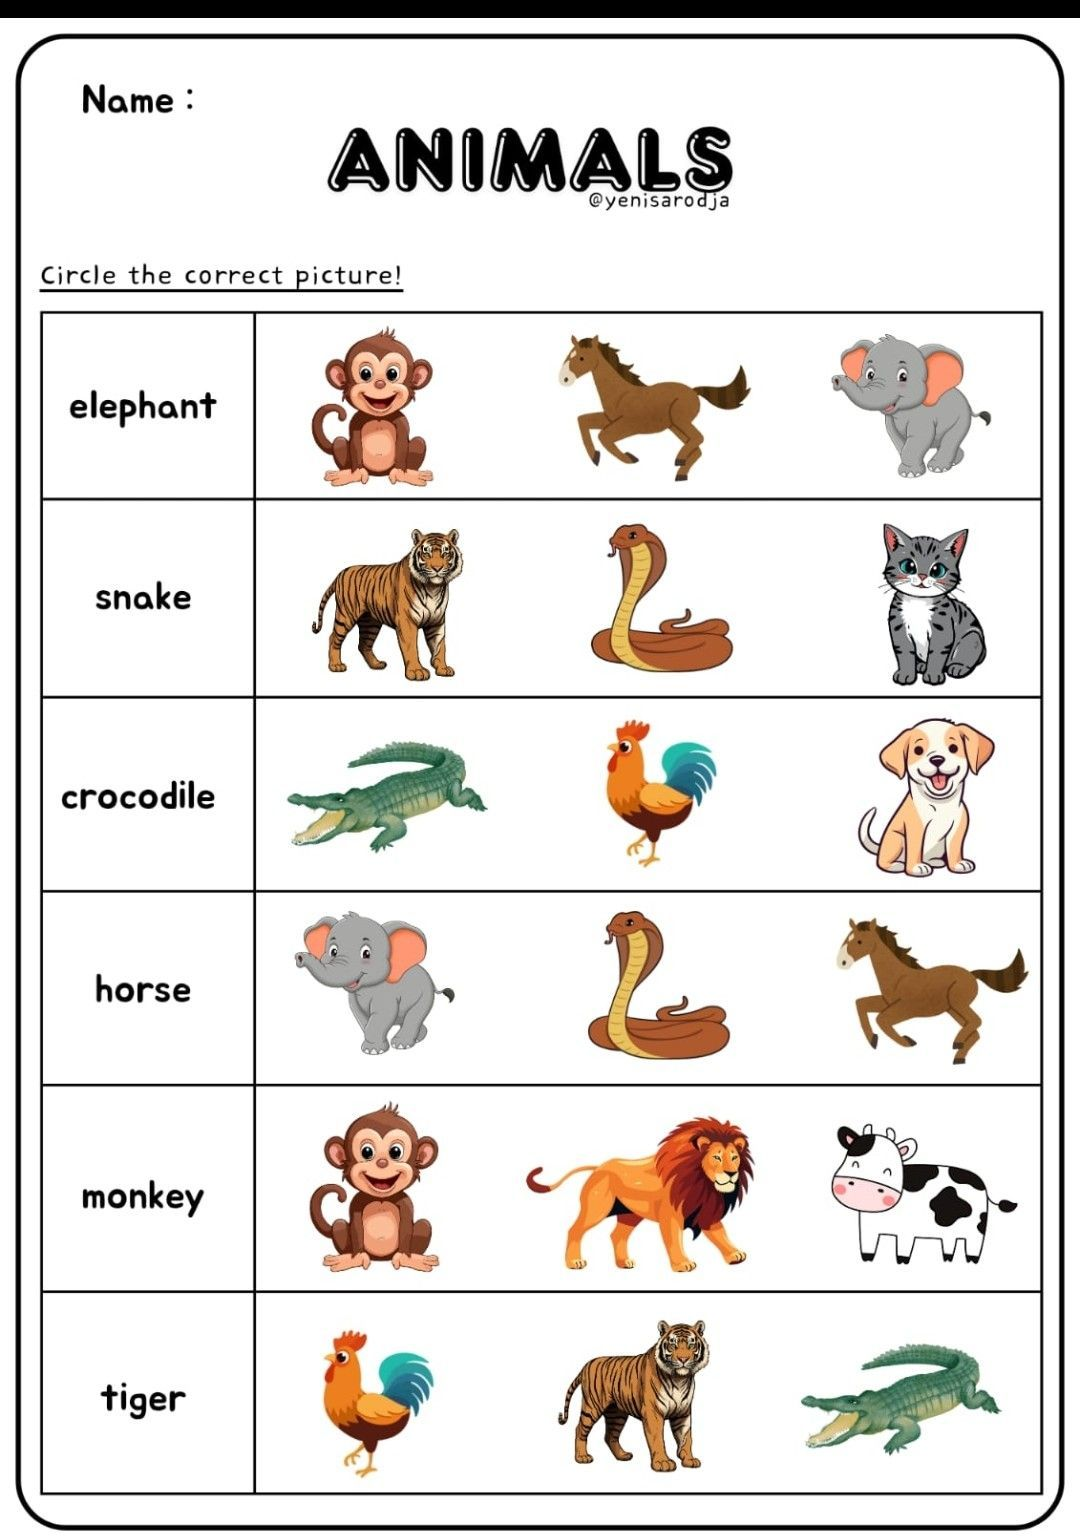 Name :
ANIMALS
@yenisarodja
Circle the correct picture!
elephant
snake
crocodile
horse
monkey
tiger